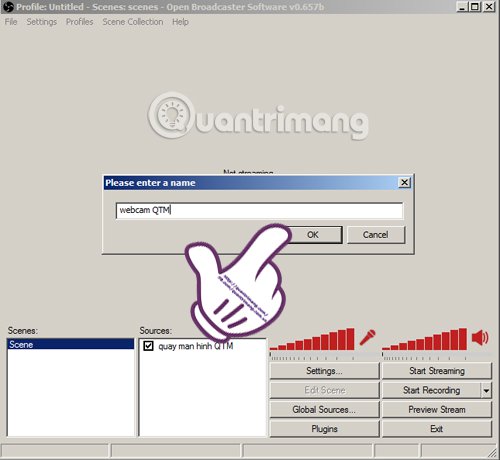 Profile: Untitled - Scenes: scenes - Open Broadcaster Software v0.657b
File Settings Profiles Scene Collection Help
Quantrimang
Not streaming
Please enter a name
webcam QTM
OK Cancel
Scenes: Sources:
Scene
quay man hinh QTM
Settings... Start Streaming
Edit Scene Start Recording
Global Sources... Preview Stream
Plugins Exit